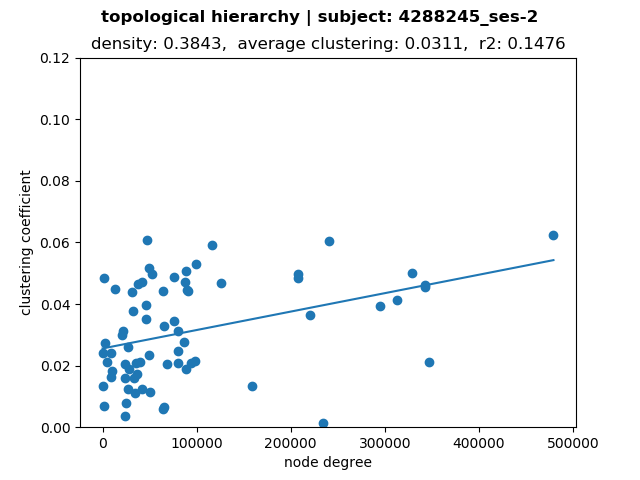 topological hierarchy | subject: 4288245_ses-2
density: 0.3843,  average clustering: 0.0311,  r2: 0.1476
0.12
0.10
0.08
0.06
0.04
0.02
0.00
clustering coefficient
0 100000 200000 300000 400000 500000
node degree